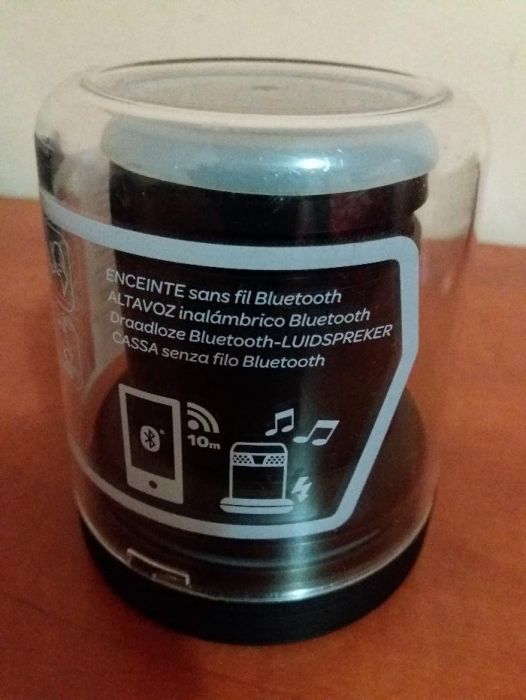 ENCEINTE sans fil Bluetooth
ALTAVOZ inalámbrico Bluetooth
Draadloze Bluetooth-LUIDSPREKER
CASSA senza filo Bluetooth
10m